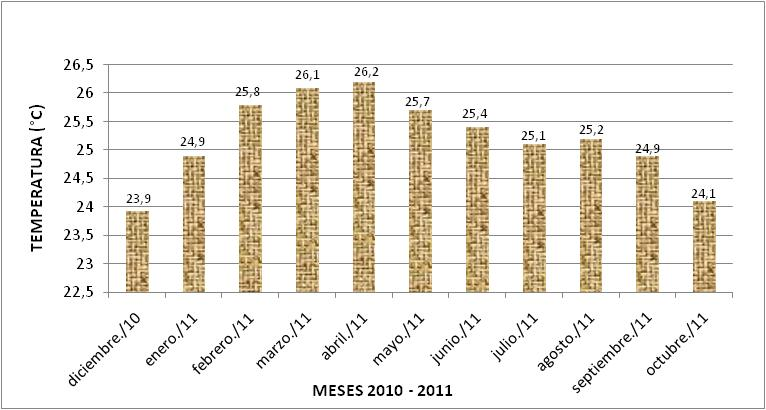 TEMPERATURA (°C)
26,5
26
25,5
25
24,5
24
23,5
23
22,5
23,9
24,9
25,8
26,1
26,2
25,7
25,4
25,1
25,2
24,9
24,1
diciembre./10
enero./11
febrero./11
marzo./11
abril./11
mayo./11
junio./11
julio./11
agosto./11
septiembre./11
octubre./11
MESES 2010 - 2011